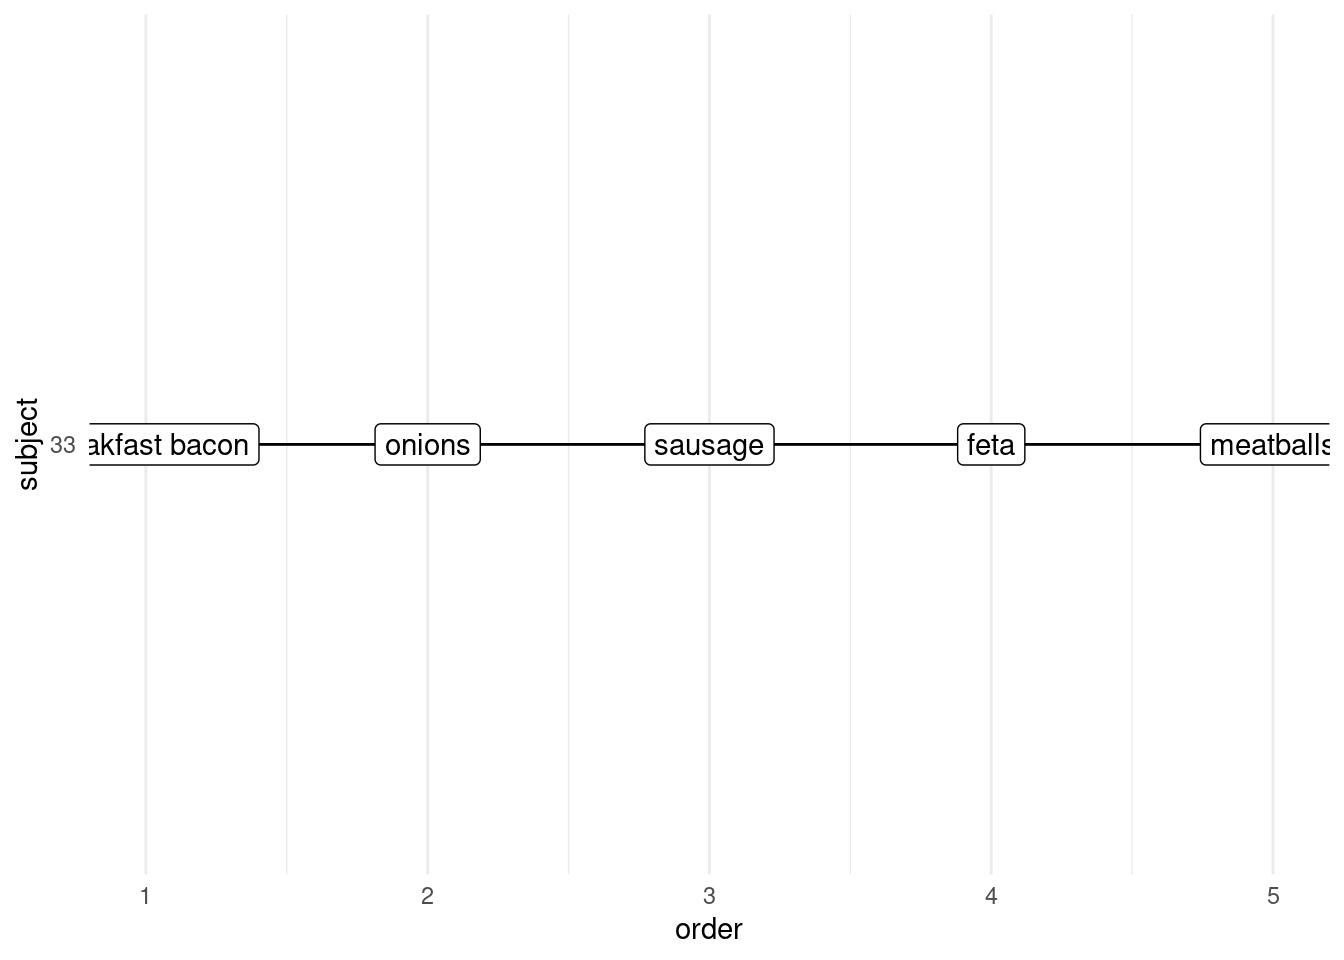 subject
33
akfast bacon
onions
sausage
feta
meatballs
1
2
3
4
5
order